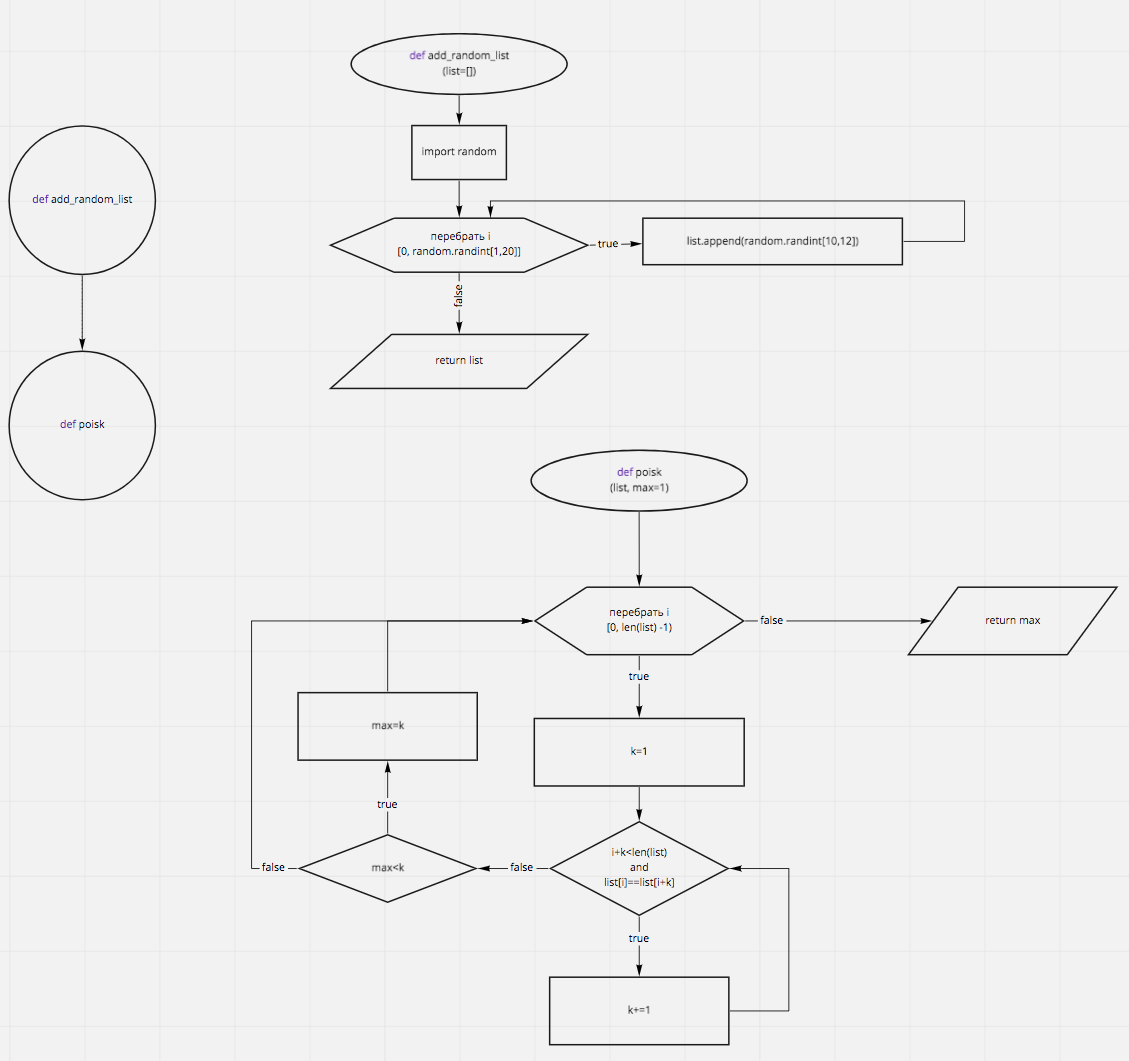 def add_random_list
(list=[])
import random
def add_random_list
перебрать i
[0, random.randint[1,20]]
true
list.append(random.randint[10,12])
false
return list
def poisk
def poisk
(list, max=1)
перебрать i
[0, len(list) -1)
false
return max
true
max=k
k=1
true
i+k<len(list)
and
list[i]==list[i+k]
false
max<k
false
true
k+=1